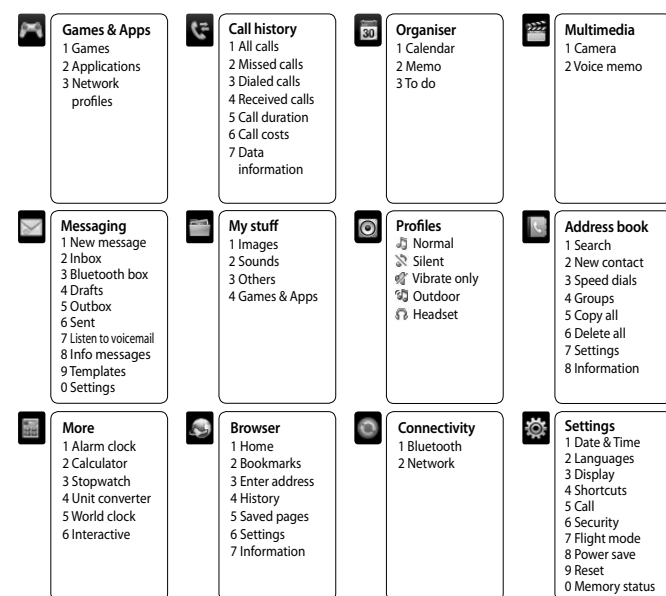 Games & Apps
1 Games
2 Applications
3 Network
profiles
Call history
1 All calls
2 Missed calls
3 Dialed calls
4 Received calls
5 Call duration
6 Call costs
7 Data
information
30
Organiser
1 Calendar
2 Memo
3 To do
Multimedia
1 Camera
2 Voice memo
Messaging
1 New message
2 Inbox
3 Bluetooth box
4 Drafts
5 Outbox
6 Sent
7 Listen to voicemail
8 Info messages
9 Templates
0 Settings
My stuff
1 Images
2 Sounds
3 Others
4 Games & Apps
Profiles
Normal
Silent
Vibrate only
Outdoor
Headset
Address book
1 Search
2 New contact
3 Speed dials
4 Groups
5 Copy all
6 Delete all
7 Settings
8 Information
More
1 Alarm clock
2 Calculator
3 Stopwatch
4 Unit converter
5 World clock
6 Interactive
Browser
1 Home
2 Bookmarks
3 Enter address
4 History
5 Saved pages
6 Settings
7 Information
Connectivity
1 Bluetooth
2 Network
Settings
1 Date & Time
2 Languages
3 Display
4 Shortcuts
5 Call
6 Security
7 Flight mode
8 Power save
9 Reset
0 Memory status